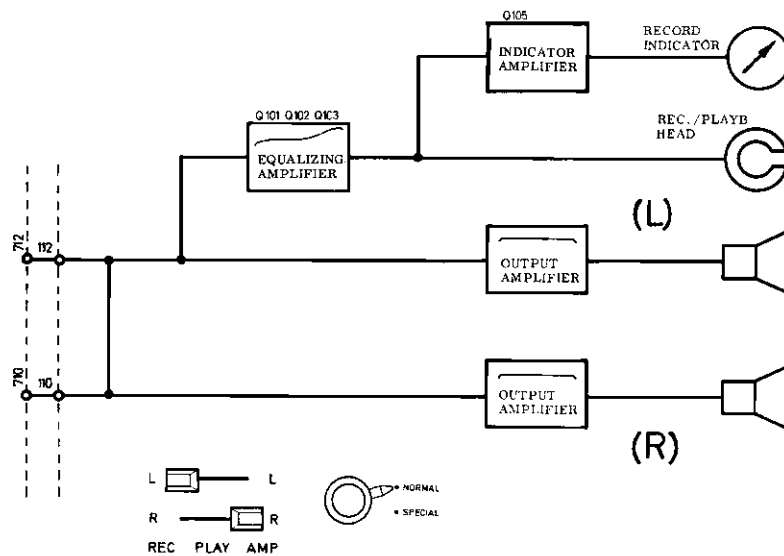 Q105
INDICATOR
AMPLIFIER
RECORD
INDICATOR
Q101 Q102 Q103
EQUALIZING
AMPLIFIER
REC./PLAYB
HEAD
(L)
712
112
OUTPUT
AMPLIFIER
710
110
OUTPUT
AMPLIFIER
(R)
L L
R R
REC PLAY AMP
NORMAL
SPECIAL